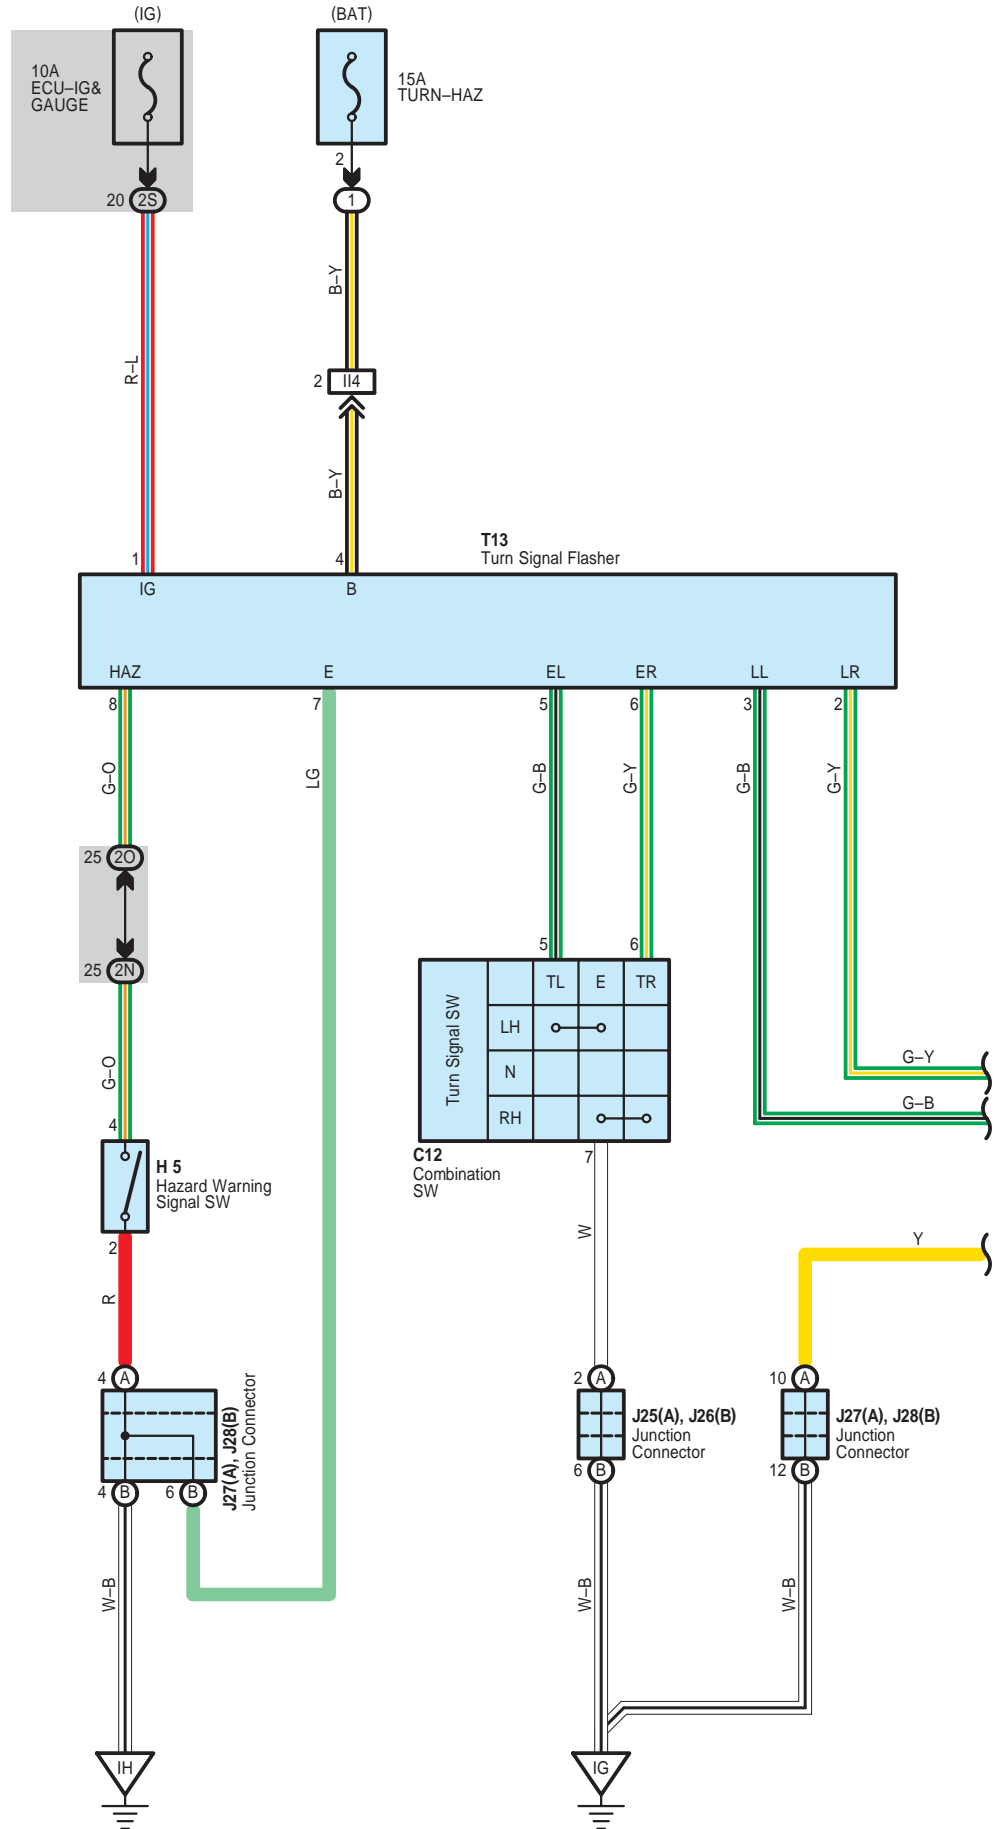 (IG)
(BAT)
10A
ECU–IG&
GAUGE
15A
TURN–HAZ
2
20
2S
1
B–Y
R–L
2
II4
B–Y
T13
Turn Signal Flasher
1
4
IG
B
HAZ
E
EL
ER
LL
LR
8
7
5
6
3
2
G–O
LG
G–B
G–Y
G–B
G–Y
25
2O
25
2N
5
6
Turn Signal SW
TL
E
TR
LH
N
RH
G–Y
G–B
G–O
4
H 5
Hazard Warning
Signal SW
C12
Combination
SW
7
2
R
W
Y
4
A
2
A
10
A
J27(A), J28(B)
Junction Connector
J25(A), J26(B)
Junction
Connector
J27(A), J28(B)
Junction
Connector
4
B
6
B
6
B
12
B
W–B
W–B
W–B
IH
IG